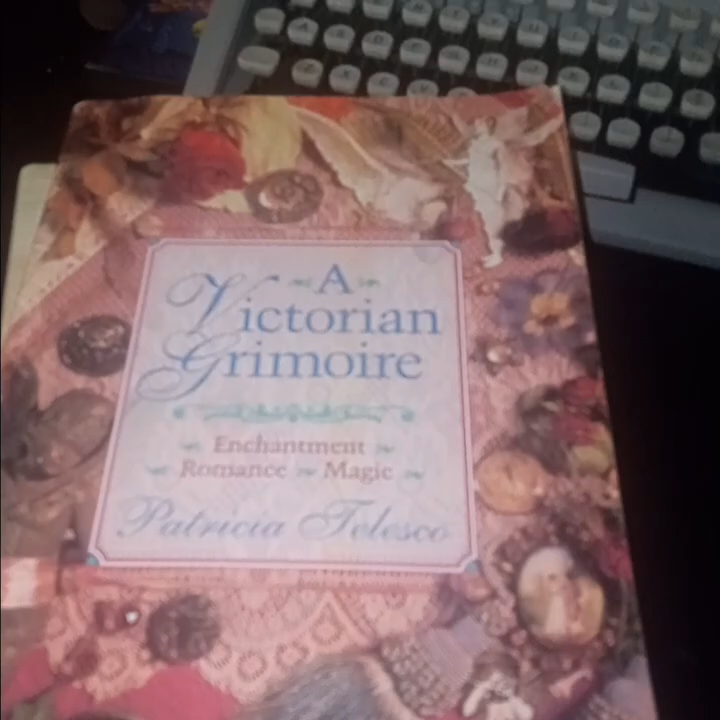 A
Victorian
Grimoire
Enchantment
Romance Magic
Patricia Telesco